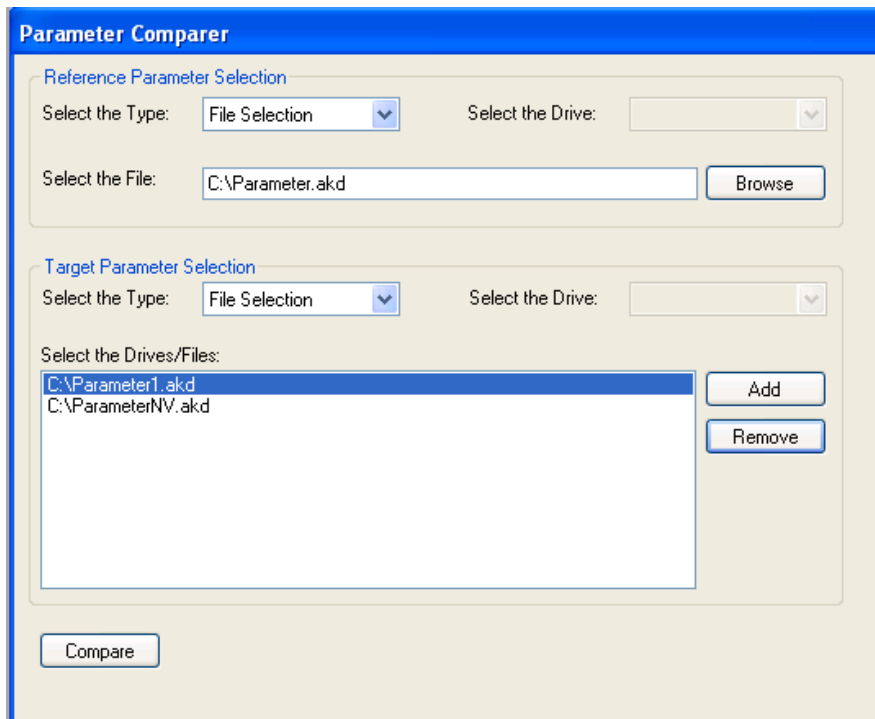 Parameter Comparer
Reference Parameter Selection
Select the Type: File Selection Select the Drive:
Select the File: C:\Parameter.akd Browse
Target Parameter Selection
Select the Type: File Selection Select the Drive:
Select the Drives/Files:
C:\Parameter1.akd Add
C:\ParameterNV.akd
Remove
Compare